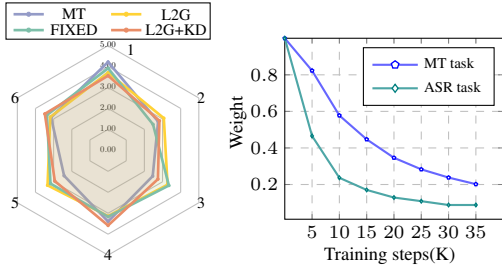 MT L2G
FIXED L2G+KD
5.00
4.00
3.00
2.00
1.00
0.00
1
2
3
4
5
6
MT task
ASR task
Weight
0.8
0.6
0.4
0.2
5 10 15 20 25 30 35
Training steps(K)